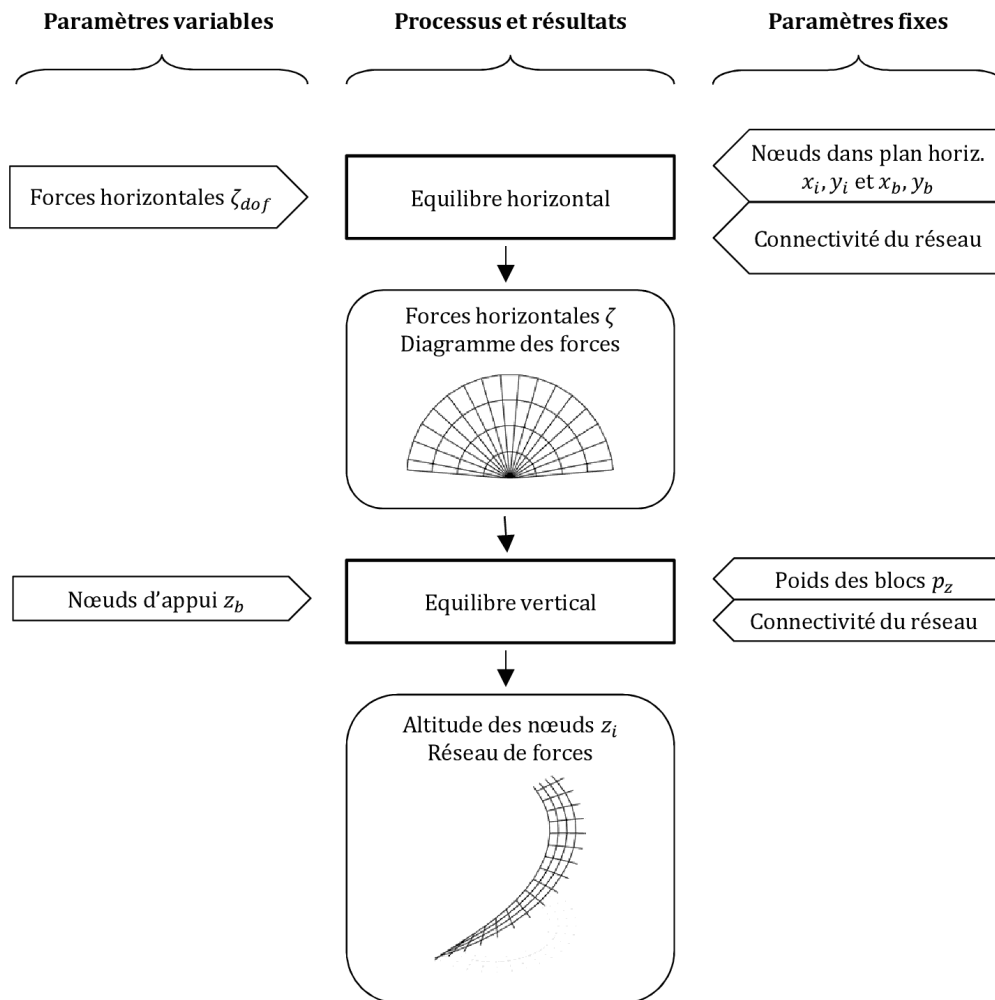 Paramètres variables
Processus et résultats
Paramètres fixes
Forces horizontales ζ_dof
Equilibre horizontal
Nœuds dans plan horiz.
x_i, y_i et x_b, y_b
Connectivité du réseau
Forces horizontales ζ
Diagramme des forces
Nœuds d'appui z_b
Equilibre vertical
Poids des blocs p_z
Connectivité du réseau
Altitude des nœuds z_i
Réseau de forces